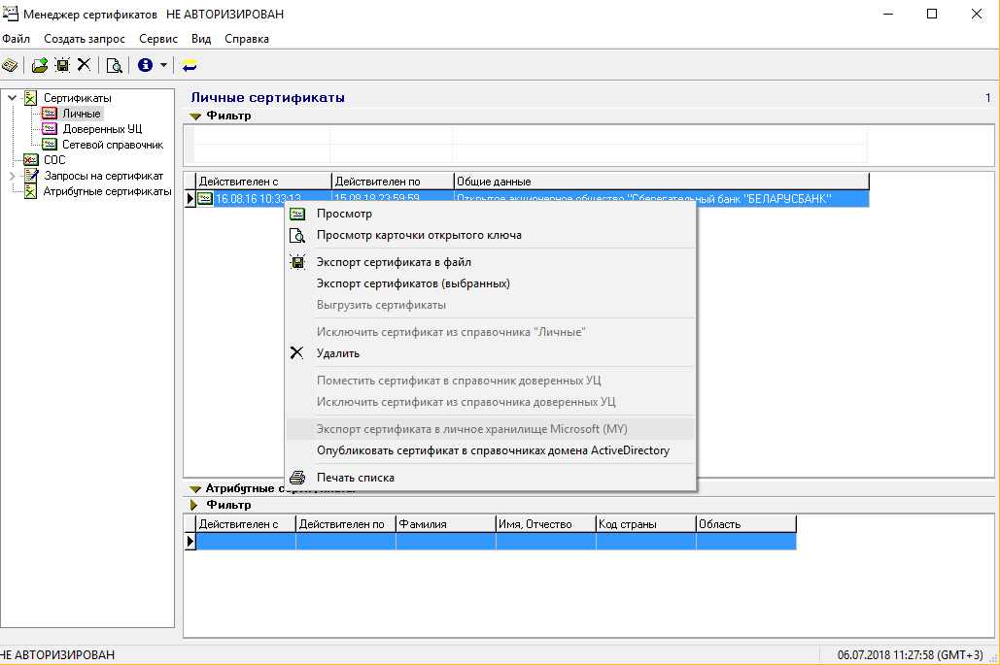 Менеджер сертификатов НЕ АВТОРИЗИРОВАН
Файл Создать запрос Сервис Вид Справка
Сертификаты
Личные
Доверенных УЦ
Сетевой справочник
СОС
Запросы на сертификат
Атрибутные сертификаты
Личные сертификаты 1
Фильтр
Действителен с Действителен по Общие данные
16.08.16 10:33:13 15.08.18 23:59:59 Открытое акционерное общество "Сберегательный банк "БЕЛАРУСБАНК"
Просмотр
Просмотр карточки открытого ключа
Экспорт сертификата в файл
Экспорт сертификатов (выбранных)
Выгрузить сертификаты
Исключить сертификат из справочника "Личные"
Удалить
Поместить сертификат в справочник доверенных УЦ
Исключить сертификат из справочника доверенных УЦ
Экспорт сертификата в личное хранилище Microsoft (MY)
Опубликовать сертификат в справочниках домена ActiveDirectory
Печать списка
Атрибутные сертификаты
Фильтр
Действителен с Действителен по Фамилия Имя, Отчество Код страны Область
НЕ АВТОРИЗИРОВАН 06.07.2018 11:27:58 (GMT+3)